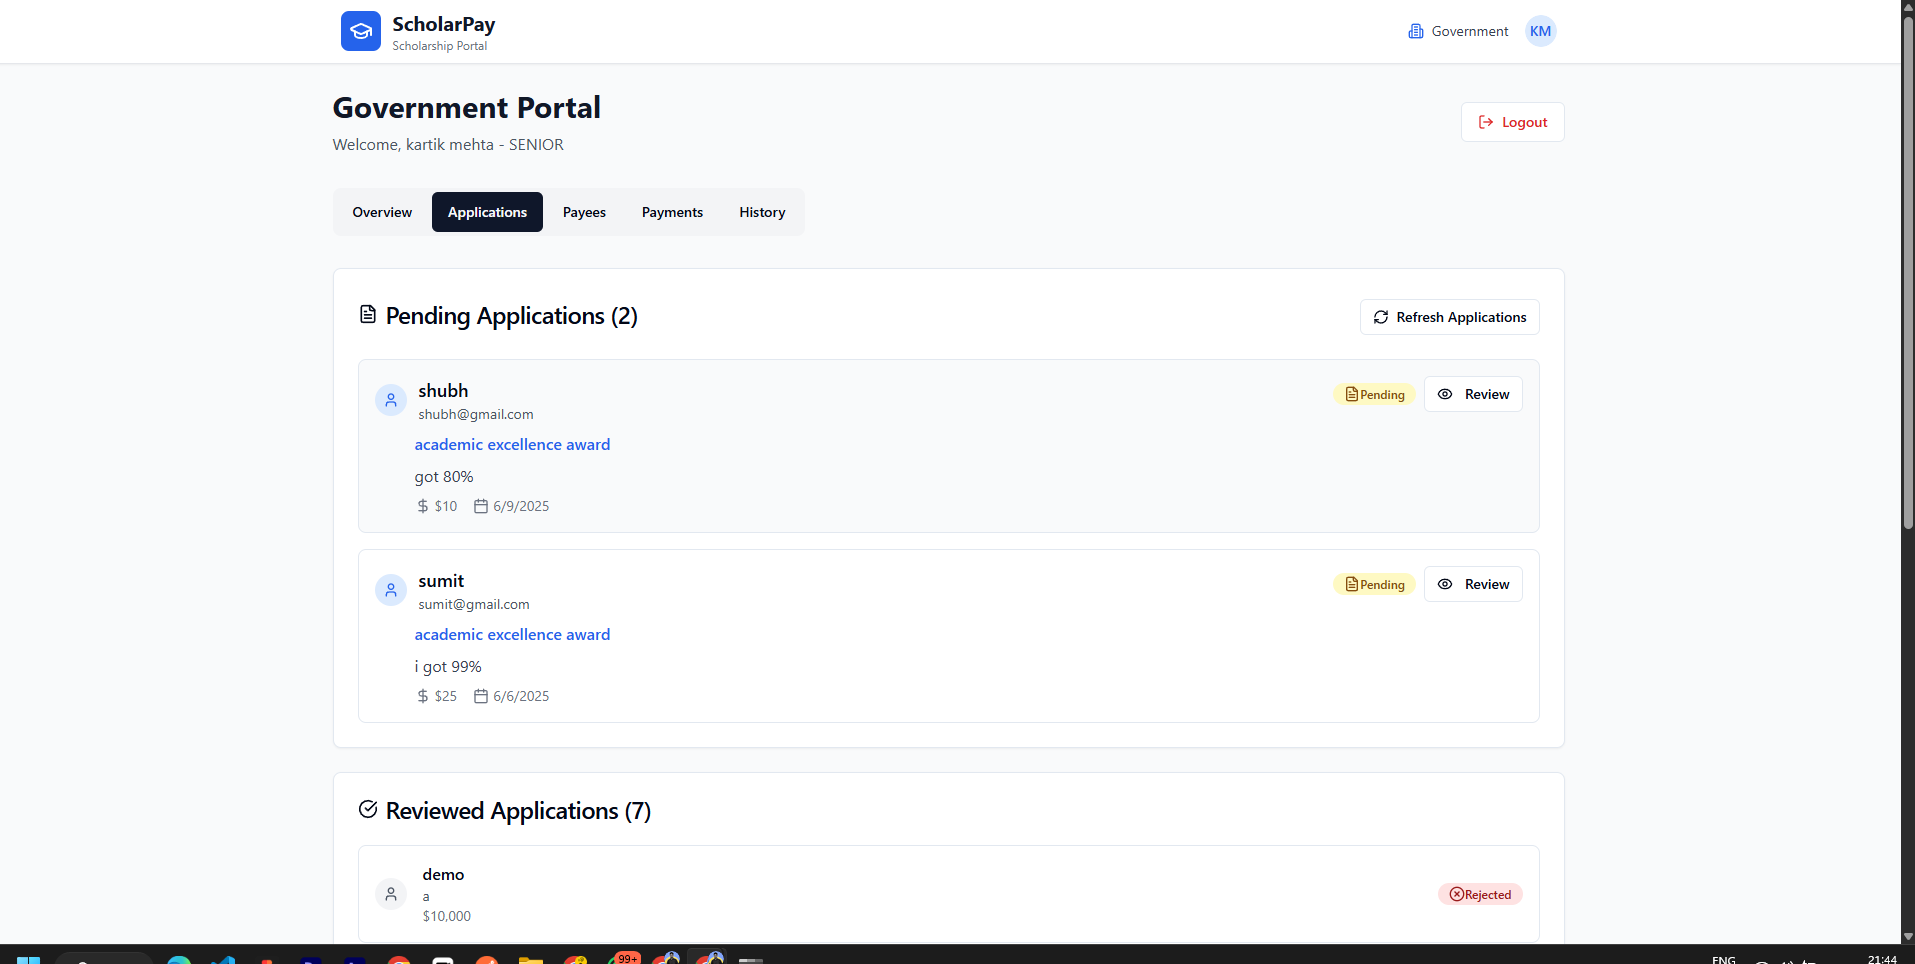 ScholarPay
Scholarship Portal
Government
KM
Government Portal
Welcome, kartik mehta - SENIOR
Logout
Overview
Applications
Payees
Payments
History
Pending Applications (2)
Refresh Applications
shubh
Pending
Review
shubh@gmail.com
academic excellence award
got 80%
$10
6/9/2025
sumit
Pending
Review
sumit@gmail.com
academic excellence award
i got 99%
$25
6/6/2025
Reviewed Applications (7)
demo
a
Rejected
$10,000
99+
ENG
21:44